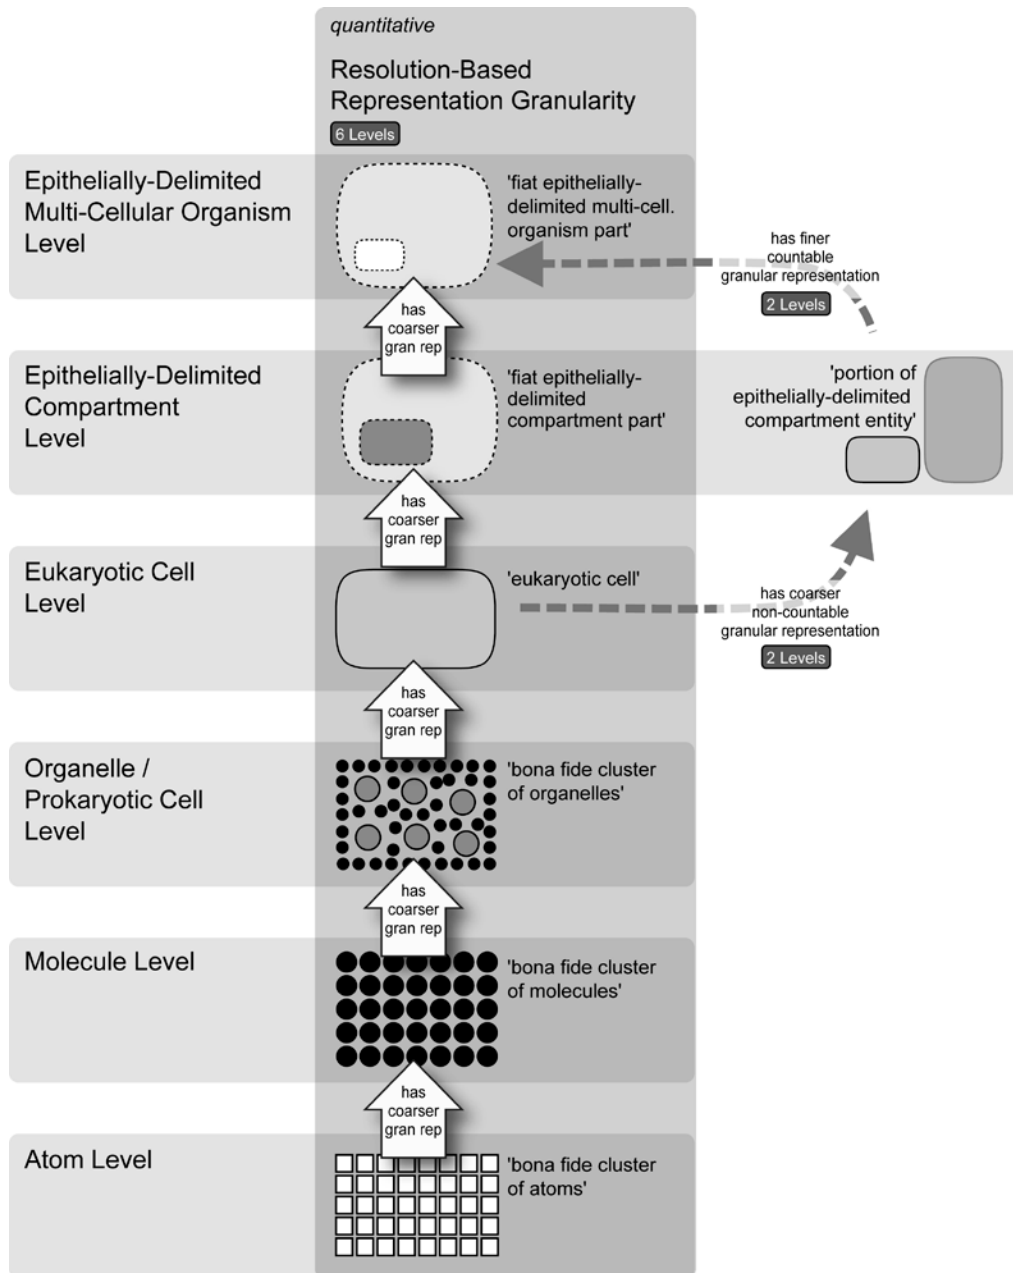 quantitative
Resolution-Based
Representation Granularity
6 Levels
Epithelially-Delimited
Multi-Cellular Organism
Level
'fiat epithelially-
delimited multi-cell.
organism part'
has finer
countable
granular representation
2 Levels
has
coarser
gran rep
Epithelially-Delimited
Compartment
Level
'fiat epithelially-
delimited
compartment part'
'portion of
epithelially-delimited
compartment entity'
has
coarser
gran rep
Eukaryotic Cell
Level
'eukaryotic cell'
has coarser
non-countable
granular representation
2 Levels
has
coarser
gran rep
Organelle /
Prokaryotic Cell
Level
'bona fide cluster
of organelles'
has
coarser
gran rep
Molecule Level
'bona fide cluster
of molecules'
has
coarser
gran rep
Atom Level
'bona fide cluster
of atoms'